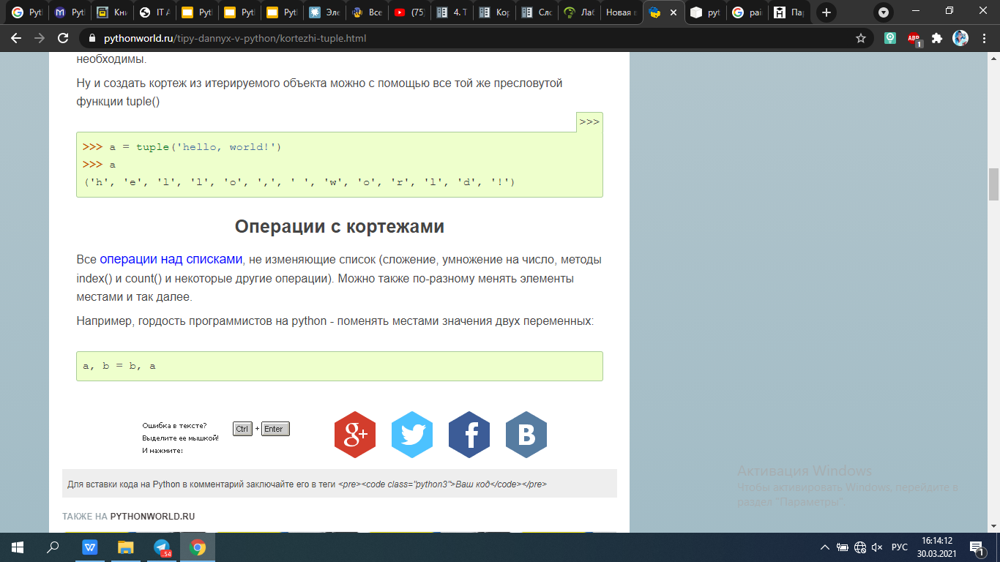 Pyt
Pyt
Кни
IT A
Pyt
Pyt
Pyt
Эле
Все
(75)
4. Т
Кор
Сло
Лаб
Новая в
pyt
pai
Пар
pythonworld.ru/tipy-dannyx-v-python/kortezhi-tuple.html
ABP
1
необходимы.
Ну и создать кортеж из итерируемого объекта можно с помощью все той же пресловутой
функции tuple()
>>>
>>> a = tuple('hello, world!')
>>> a
('h', 'e', 'l', 'l', 'o', ',', ' ', 'w', 'o', 'r', 'l', 'd', '!')
Операции с кортежами
Все операции над списками, не изменяющие список (сложение, умножение на число, методы
index() и count() и некоторые другие операции). Можно также по-разному менять элементы
местами и так далее.
Например, гордость программистов на python - поменять местами значения двух переменных:
a, b = b, a
Ошибка в тексте?
Выделите ее мышкой!
И нажмите:
Ctrl + Enter
g+
f
B
Для вставки кода на Python в комментарий заключайте его в теги <pre><code class="python3">Ваш код</code></pre>
Активация Windows
Чтобы активировать Windows, перейдите в
раздел "Параметры".
ТАКЖЕ НА PYTHONWORLD.RU
W
..54
РУС
16:14:12
30.03.2021
1